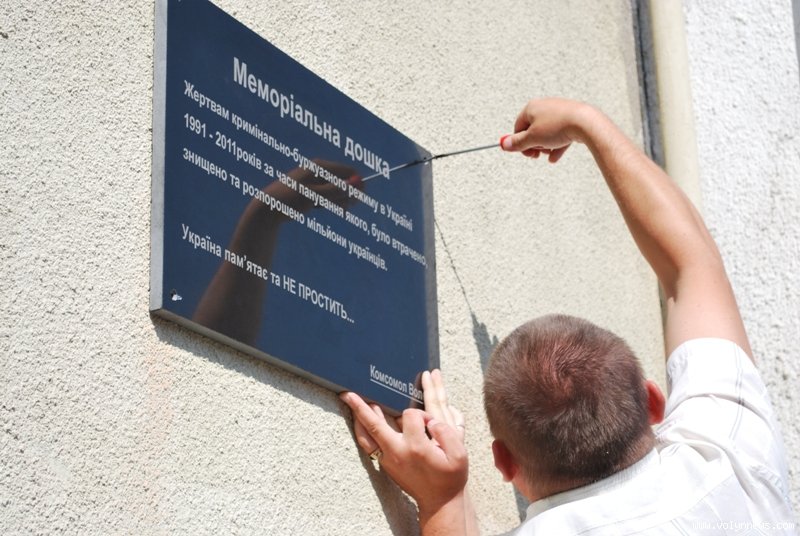 Меморіальна дошка
Жертвам кримінально-буржуазного режиму в Україні
1991 - 2011років за часи панування якого, було втрачено,
знищено та розпорошено мільйони українців.
Україна пам'ятає та НЕ ПРОСТИТЬ...
Комсомол
www.volynnews.com